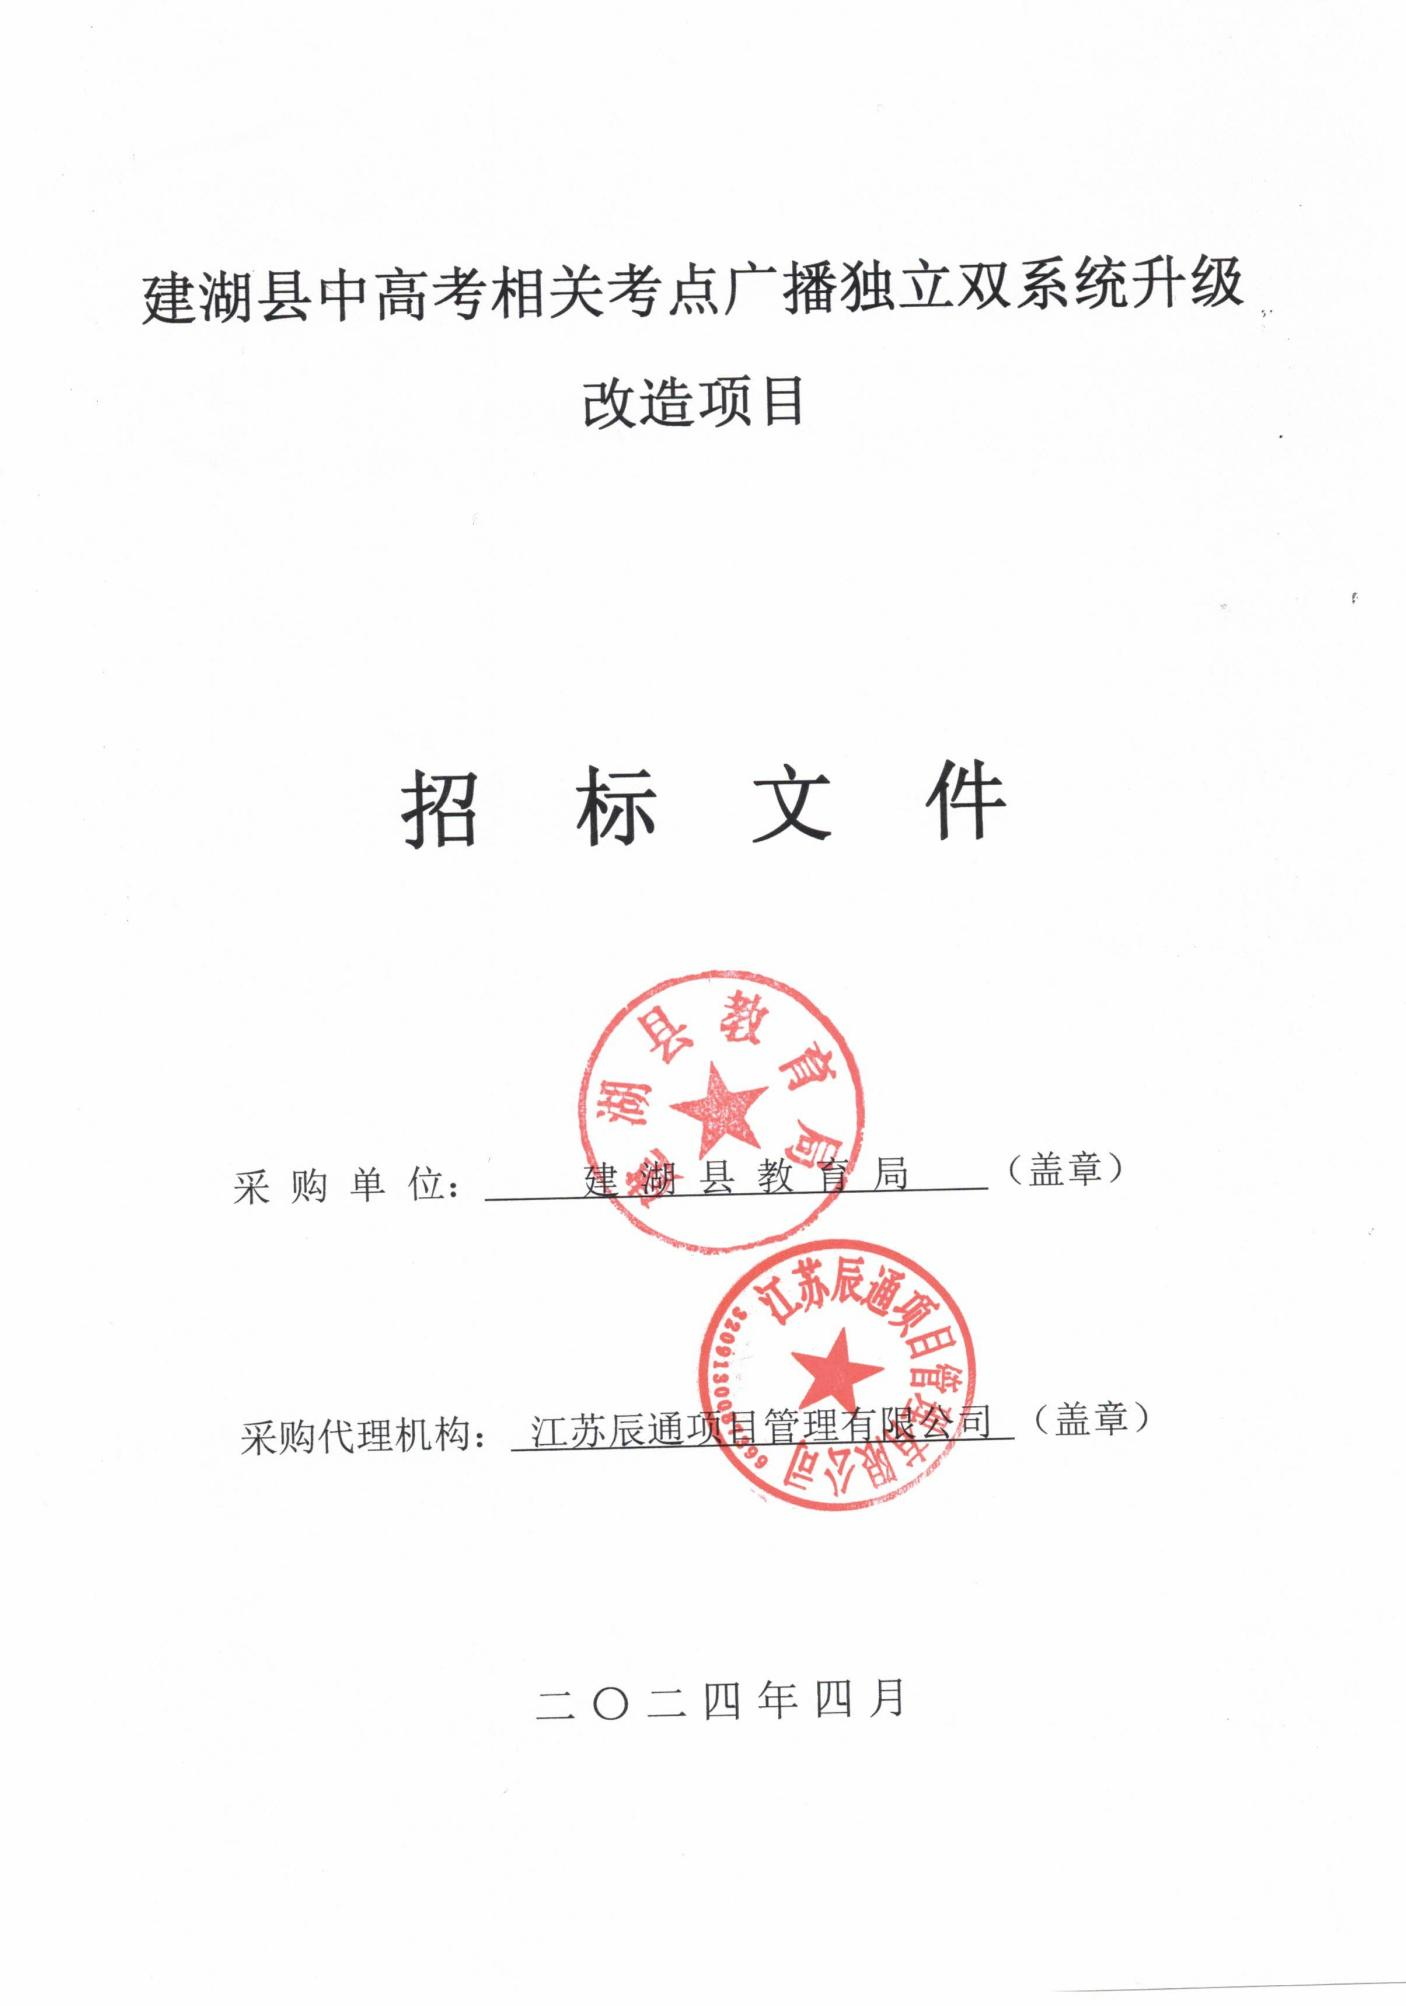 建湖县中高考相关考点广播独立双系统升级
改造项目
招 标 文 件
建湖县教育局
采 购 单 位： 建 湖 县 教 育 局 （盖章）
江苏辰通项目管理有限公司
采购代理机构： 江苏辰通项目管理有限公司 （盖章）
二〇二四年四月